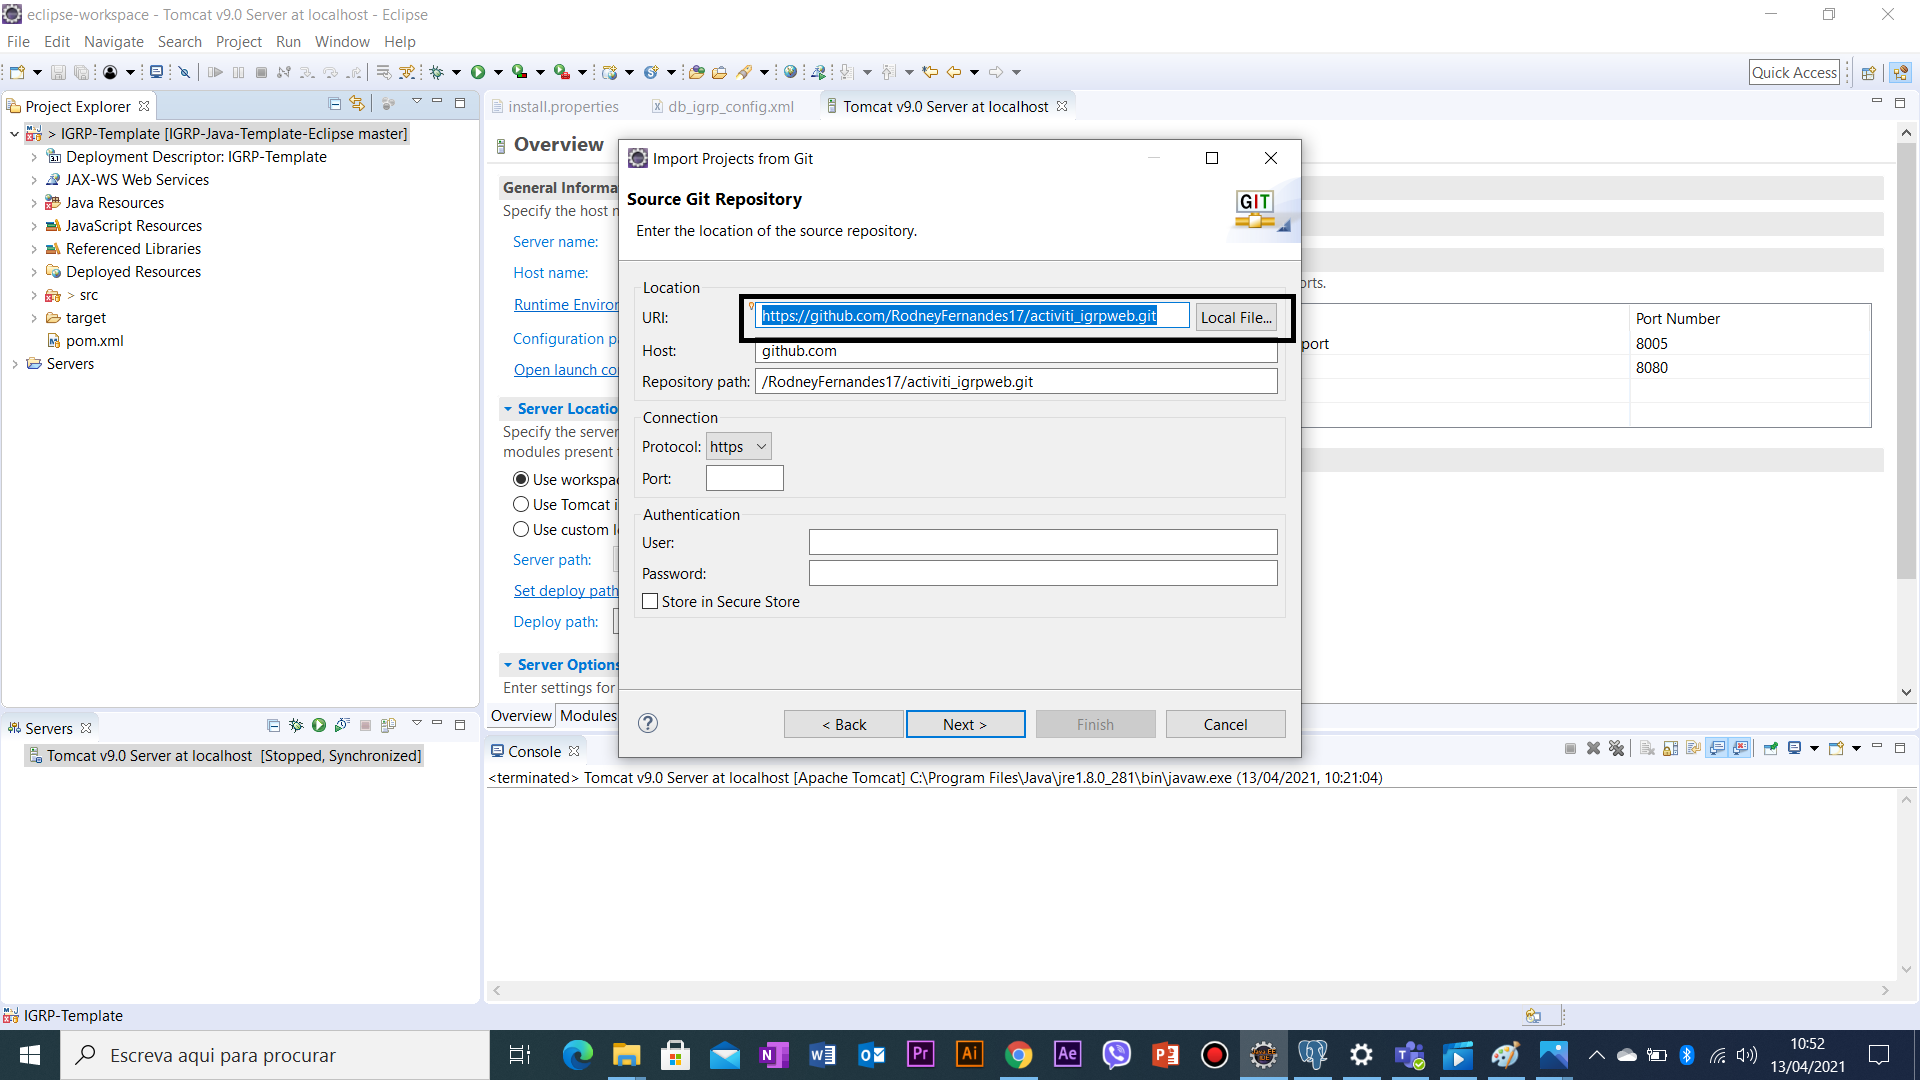 eclipse-workspace - Tomcat v9.0 Server at localhost - Eclipse
File Edit Navigate Search Project Run Window Help
Quick Access
Project Explorer
install.properties
db_igrp_config.xml
Tomcat v9.0 Server at localhost
> IGRP-Template [IGRP-Java-Template-Eclipse master]
Deployment Descriptor: IGRP-Template
JAX-WS Web Services
Java Resources
JavaScript Resources
Referenced Libraries
Deployed Resources
> src
target
pom.xml
Servers
Overview
General Informa
Specify the host n
Server name:
Host name:
Runtime Environ
Configuration pa
Open launch co
Server Locatio
Specify the server
modules present
Use workspa
Use Tomcat i
Use custom l
Server path:
Set deploy path
Deploy path:
Server Options
Enter settings for
Overview Modules
orts.
Port Number
port
8005
8080
Import Projects from Git
Source Git Repository
Enter the location of the source repository.
GIT
Location
URI: https://github.com/RodneyFernandes17/activiti_igrpweb.git Local File...
Host: github.com
Repository path: /RodneyFernandes17/activiti_igrpweb.git
Connection
Protocol: https
Port:
Authentication
User:
Password:
Store in Secure Store
< Back Next > Finish Cancel
Servers
Tomcat v9.0 Server at localhost [Stopped, Synchronized]
Console
<terminated> Tomcat v9.0 Server at localhost [Apache Tomcat] C:\Program Files\Java\jre1.8.0_281\bin\javaw.exe (13/04/2021, 10:21:04)
IGRP-Template
Escreva aqui para procurar
Pr
Ai
Ae
10:52
13/04/2021